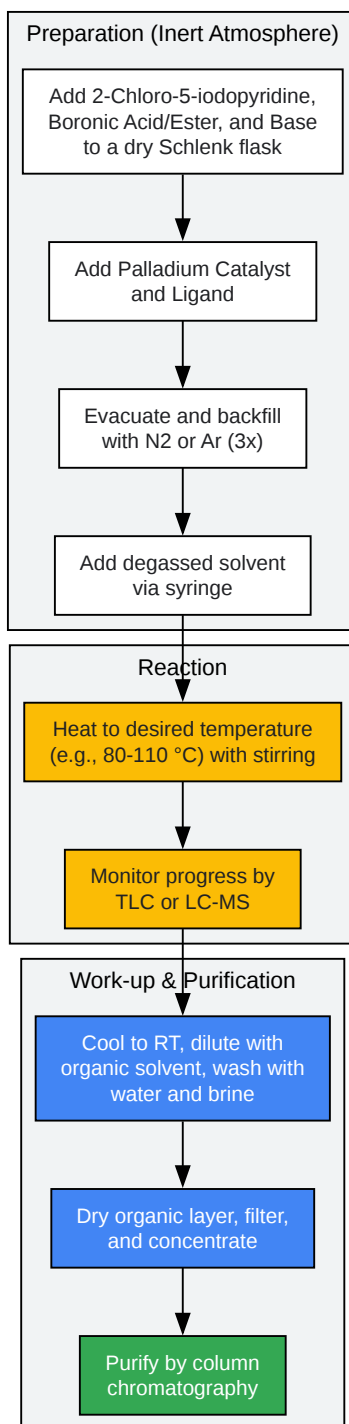 Preparation (Inert Atmosphere)
Add 2-Chloro-5-iodopyridine,
Boronic Acid/Ester, and Base
to a dry Schlenk flask
Add Palladium Catalyst
and Ligand
Evacuate and backfill
with N2 or Ar (3x)
Add degassed solvent
via syringe
Reaction
Heat to desired temperature
(e.g., 80-110 °C) with stirring
Monitor progress by
TLC or LC-MS
Work-up & Purification
Cool to RT, dilute with
organic solvent, wash with
water and brine
Dry organic layer, filter,
and concentrate
Purify by column
chromatography